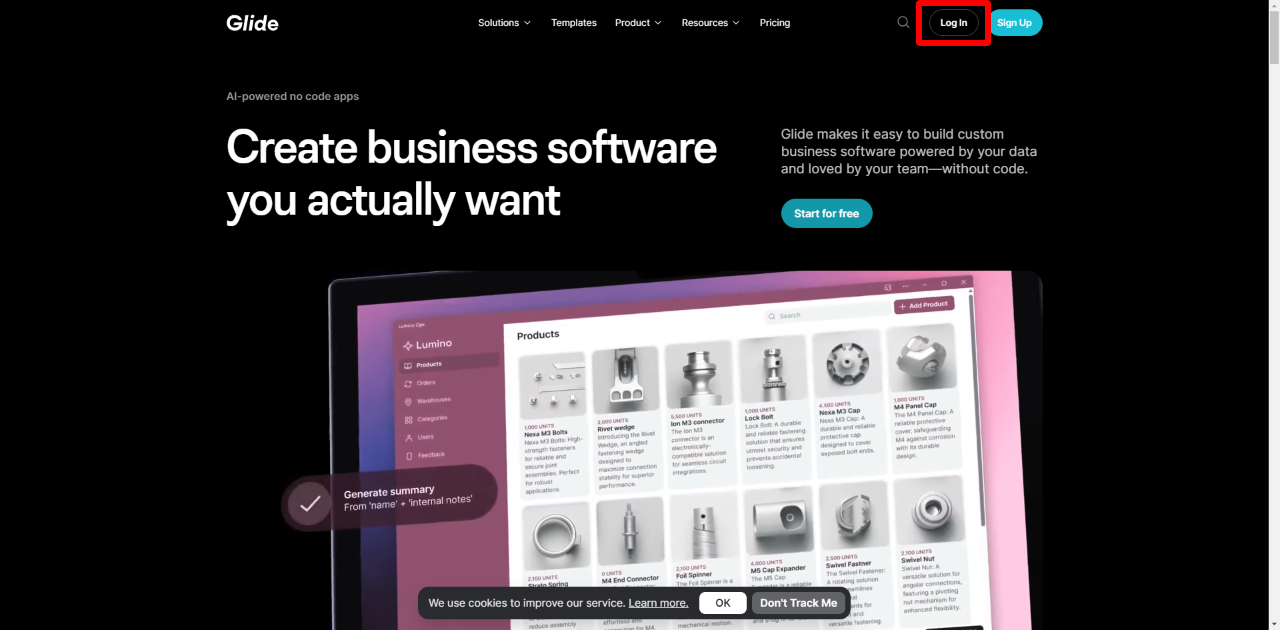 Glide
Solutions
Templates
Product
Resources
Pricing
Log In
Sign Up
AI-powered no code apps
Create business software
you actually want
Glide makes it easy to build custom
business software powered by your data
and loved by your team—without code.
Start for free
Lumino Ops
Lumino
Products
Orders
Warehouses
Categories
Users
Feedback
Generate summary
From 'name' + 'internal notes'
Products
Search
+ Add Product
1,000 UNITS
Nexa M3 Bolts
Nexa M3 Bolts: High-
strength fasteners
for reliable and
secure joint
assemblies. Perfect
for robust
applications.
2,000 UNITS
Rivet wedge
Introducing the Rivet
Wedge, an angled
fastening wedge
designed to
maximize connection
stability for superior
performance.
5,500 UNITS
Ion M3 connector
The Ion M3
connector is an
electronically-
compatible solution
for seamless circuit
integrations.
1,000 UNITS
Lock Bolt
Lock Bolt: A durable
and reliable fastening
solution that ensures
utmost security and
prevents accidental
loosening.
4,500 UNITS
Nexa M3 Cap
Nexa M3 Cap: A
durable and reliable
protective cap
designed to cover
exposed bolt ends.
1,900 UNITS
M4 Panel Cap
The M4 Panel Cap: A
reliable protective
cover, safeguarding
M4 against corrosion
with its durable
design.
2,100 UNITS
Strato Spring
reduce assembly
0 UNITS
M4 End Connector
The M4 End
effortless and
connection for M4.
2,100 UNITS
Foil Spinner
The Foil Spinner is a
mechanical motion
M5 Cap Expander
The M5 Cap
Expander is a reliable
2,500 UNITS
Swivel Fastner
The Swivel Fastener:
A rotating solution
versatile fastening.
2,100 UNITS
Swivel Nut
Swivel Nut: A
versatile solution for
angular connections,
featuring a pivoting
nut mechanism for
enhanced flexibility.
We use cookies to improve our service. Learn more.
OK
Don't Track Me